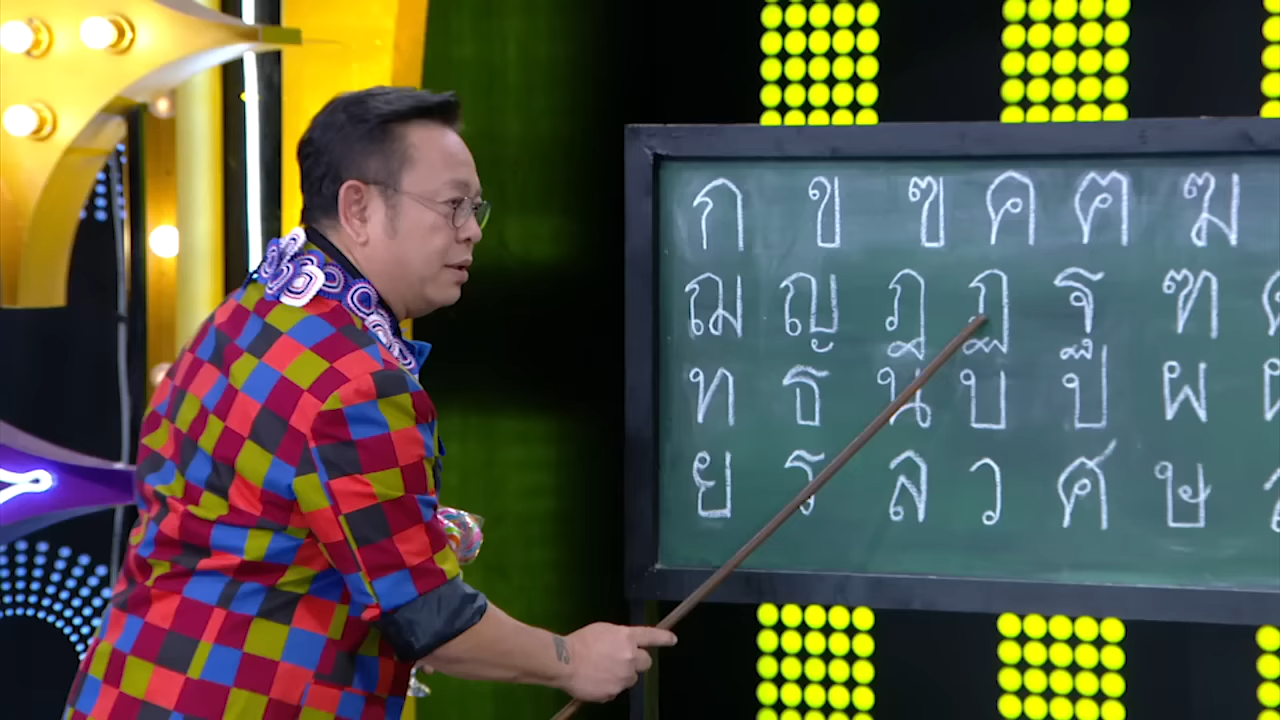 ก ข ฃ ค ฅ ฆ
ฌ ญ ฎ ฏ ฐ ฑ
ท ธ น บ ป ผ
ย ร ล ว ศ ษ